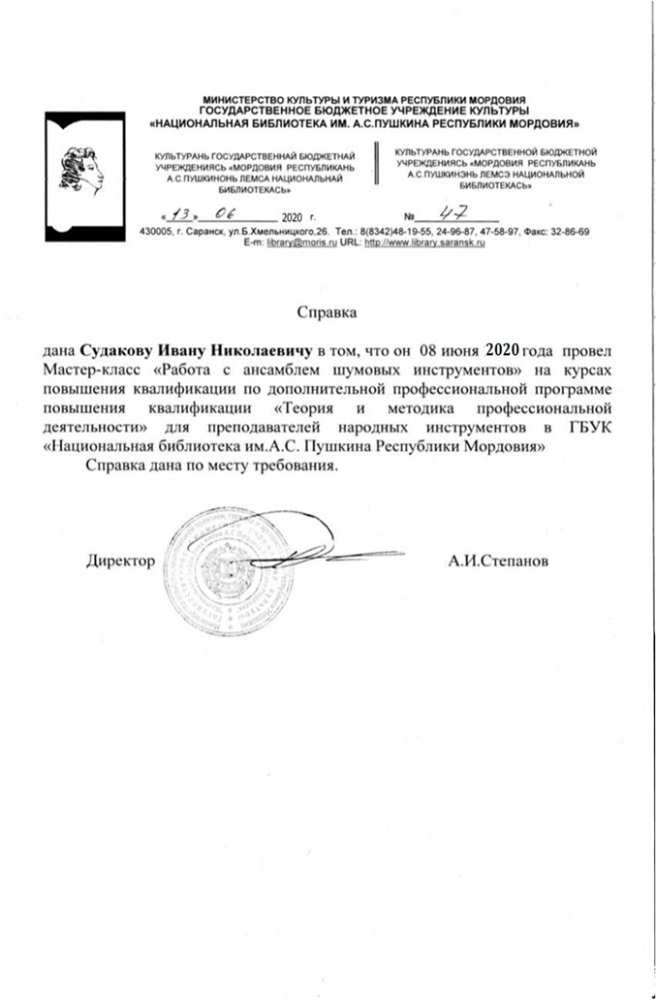 МИНИСТЕРСТВО КУЛЬТУРЫ И ТУРИЗМА РЕСПУБЛИКИ МОРДОВИЯ
ГОСУДАРСТВЕННОЕ БЮДЖЕТНОЕ УЧРЕЖДЕНИЕ КУЛЬТУРЫ
«НАЦИОНАЛЬНАЯ БИБЛИОТЕКА ИМ. А.С.ПУШКИНА РЕСПУБЛИКИ МОРДОВИЯ»
КУЛЬТУРАНЬ ГОСУДАРСТВЕННАЙ БЮДЖЕТНАЙ
УЧРЕЖДЕНИЯСЬ «МОРДОВИЯ РЕСПУБЛИКАНЬ
А.С.ПУШКИНОНЬ ЛЕМСА НАЦИОНАЛЬНАЙ
БИБЛИОТЕКАСЬ»
КУЛЬТУРАНЬ ГОСУДАРСТВЕННОЙ БЮДЖЕТНОЙ
УЧРЕЖДЕНИЯСЬ «МОРДОВИЯ РЕСПУБЛИКАНЬ
А.С.ПУШКИНЭНЬ ЛЕМСЭ НАЦИОНАЛЬНОЙ
БИБЛИОТЕКАСЬ»
«13» 06 2020 г. № 47
430005, г. Саранск, ул.Б.Хмельницкого,26. Тел.: 8(8342)48-19-55, 24-96-87, 47-58-97, Факс: 32-86-69
E-m: library@moris.ru URL: http://www.library.saransk.ru
Справка
дана Судакову Ивану Николаевичу в том, что он 08 июня 2020 года провел
Мастер-класс «Работа с ансамблем шумовых инструментов» на курсах
повышения квалификации по дополнительной профессиональной программе
повышения квалификации «Теория и методика профессиональной
деятельности» для преподавателей народных инструментов в ГБУК
«Национальная библиотека им.А.С. Пушкина Республики Мордовия»
Справка дана по месту требования.
Директор А.И.Степанов